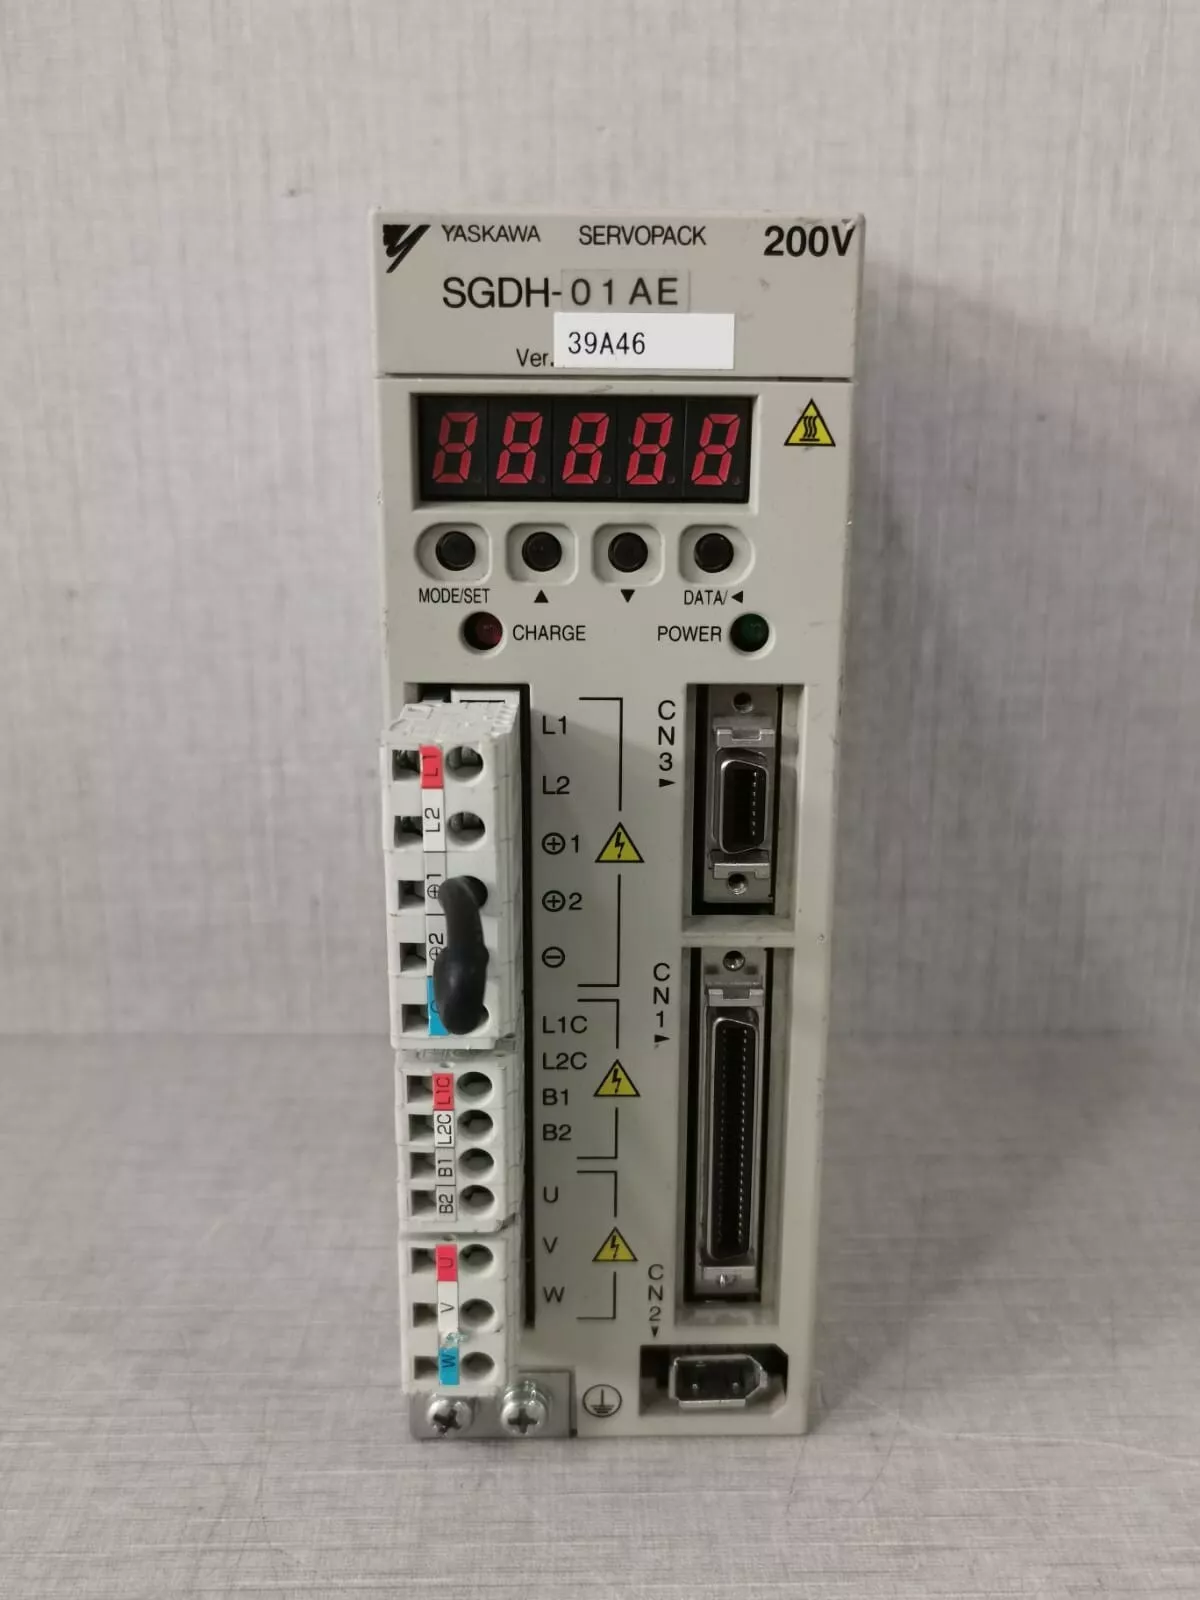 YASKAWA SERVOPACK 200V
SGDH-01AE
Ver. 39A46
88888
MODE/SET ▲ ▼ DATA/◄
CHARGE POWER
L1
L2
⊕1
⊕2
⊖
L1C
L2C
B1
B2
U
V
W
L1
L2
⊕1
⊕2
L1C
L2C
B1
B2
U
V
W
CN3
CN1
CN2